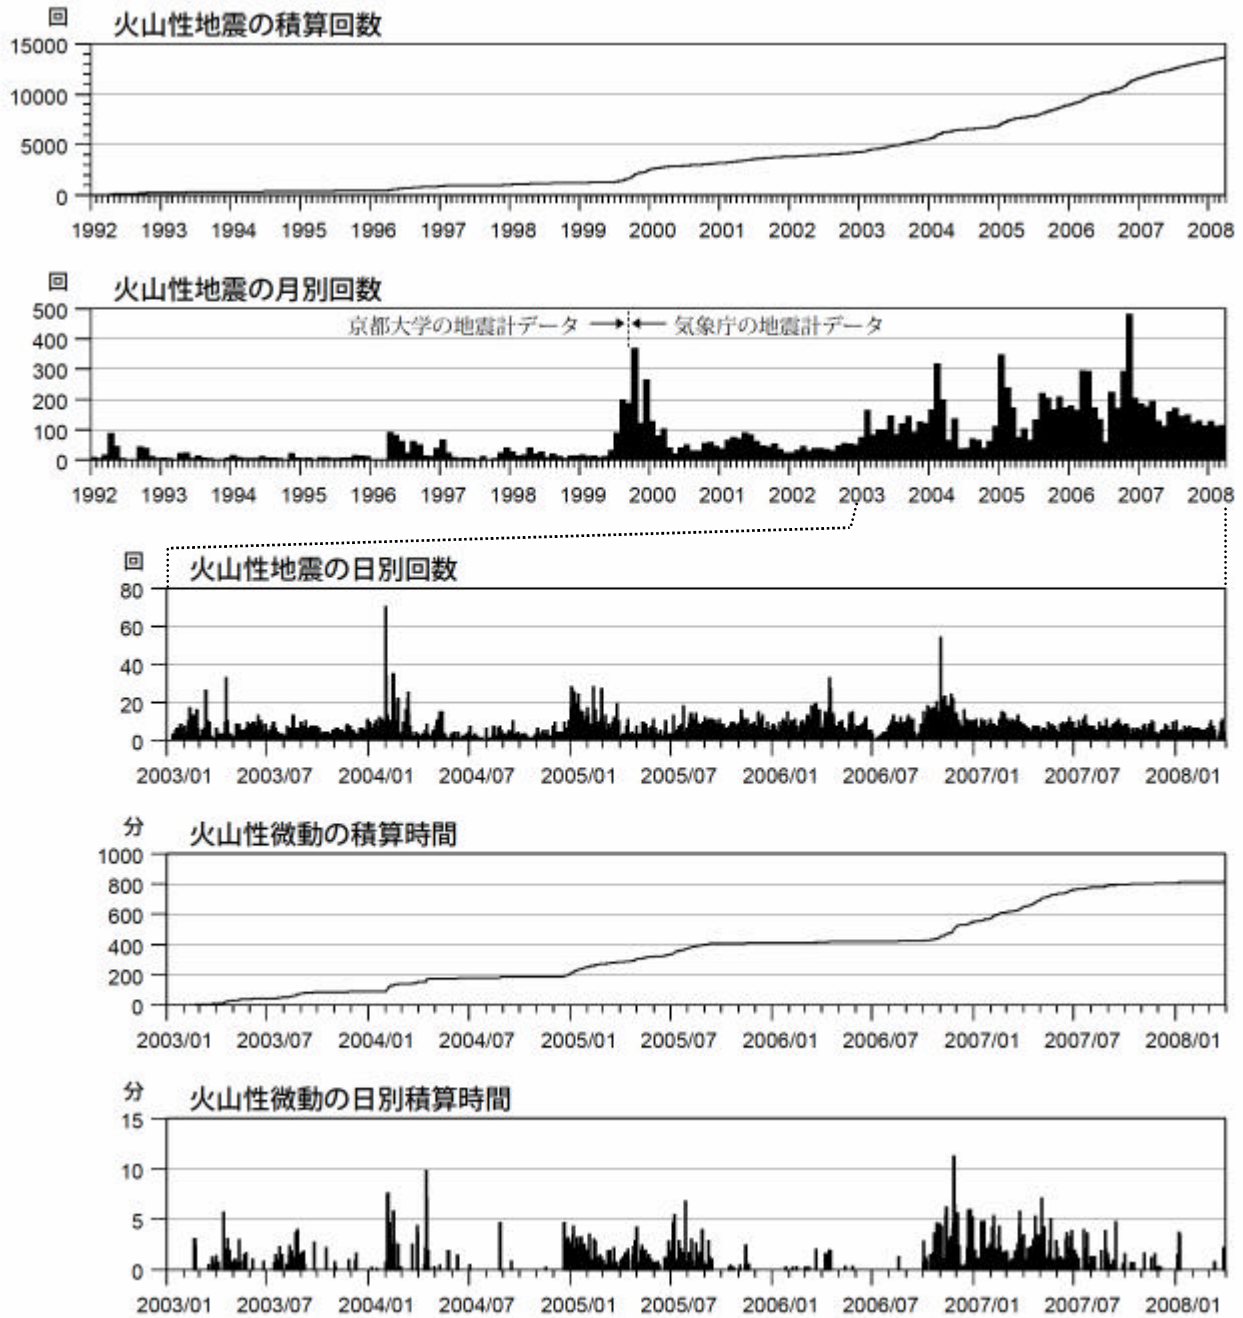 回 火山性地震の積算回数
15000
10000
5000
0
1992 1993 1994 1995 1996 1997 1998 1999 2000 2001 2002 2003 2004 2005 2006 2007 2008
回 火山性地震の月別回数
500
京都大学の地震計データ → ← 気象庁の地震計データ
400
300
200
100
0
1992 1993 1994 1995 1996 1997 1998 1999 2000 2001 2002 2003 2004 2005 2006 2007 2008
回 火山性地震の日別回数
80
60
40
20
0
2003/01 2003/07 2004/01 2004/07 2005/01 2005/07 2006/01 2006/07 2007/01 2007/07 2008/01
分 火山性微動の積算時間
1000
800
600
400
200
0
2003/01 2003/07 2004/01 2004/07 2005/01 2005/07 2006/01 2006/07 2007/01 2007/07 2008/01
分 火山性微動の日別積算時間
15
10
5
0
2003/01 2003/07 2004/01 2004/07 2005/01 2005/07 2006/01 2006/07 2007/01 2007/07 2008/01